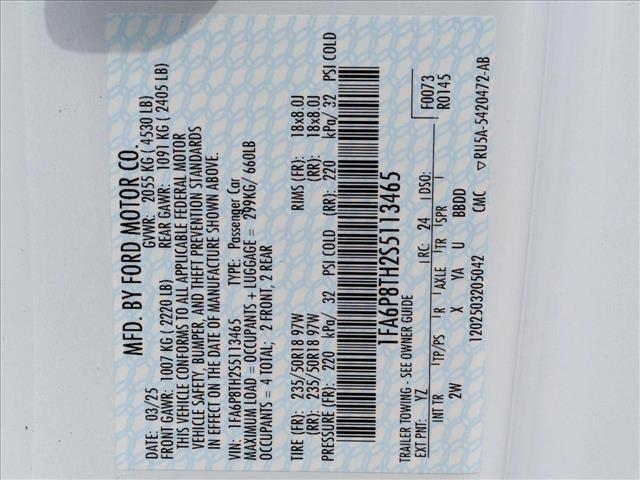 MFD. BY FORD MOTOR CO.
DATE: 03/25 GVWR: 2055 KG ( 4530 LB)
FRONT GAWR: 1007 KG ( 2220 LB) REAR GAWR: 1091 KG ( 2405 LB)
THIS VEHICLE CONFORMS TO ALL APPLICABLE FEDERAL MOTOR
VEHICLE SAFETY, BUMPER, AND THEFT PREVENTION STANDARDS
IN EFFECT ON THE DATE OF MANUFACTURE SHOWN ABOVE.
VIN: 1FA6P8TH2S5113465 TYPE: Passenger Car
MAXIMUM LOAD = OCCUPANTS + LUGGAGE = 299KG/ 660LB
OCCUPANTS = 4 TOTAL; 2 FRONT, 2 REAR
TIRE (FR): 235/50R18 97W RIMS (FR): 18x8.0J
(RR): 235/50R18 97W (RR): 18x8.0J
PRESSURE (FR): 220 kPa/ 32 PSI COLD (RR): 220 kPa/ 32 PSI COLD
1FA6P8TH2S5113465
TRAILER TOWING - SEE OWNER GUIDE
EXT PNT: YZ RC: 24 DSO: F0073
R0145
INT TR TP/PS R AXLE TR SPR
2W X YA U BBDD
1202503205042 CMC ▽RU5A-5420472-AB